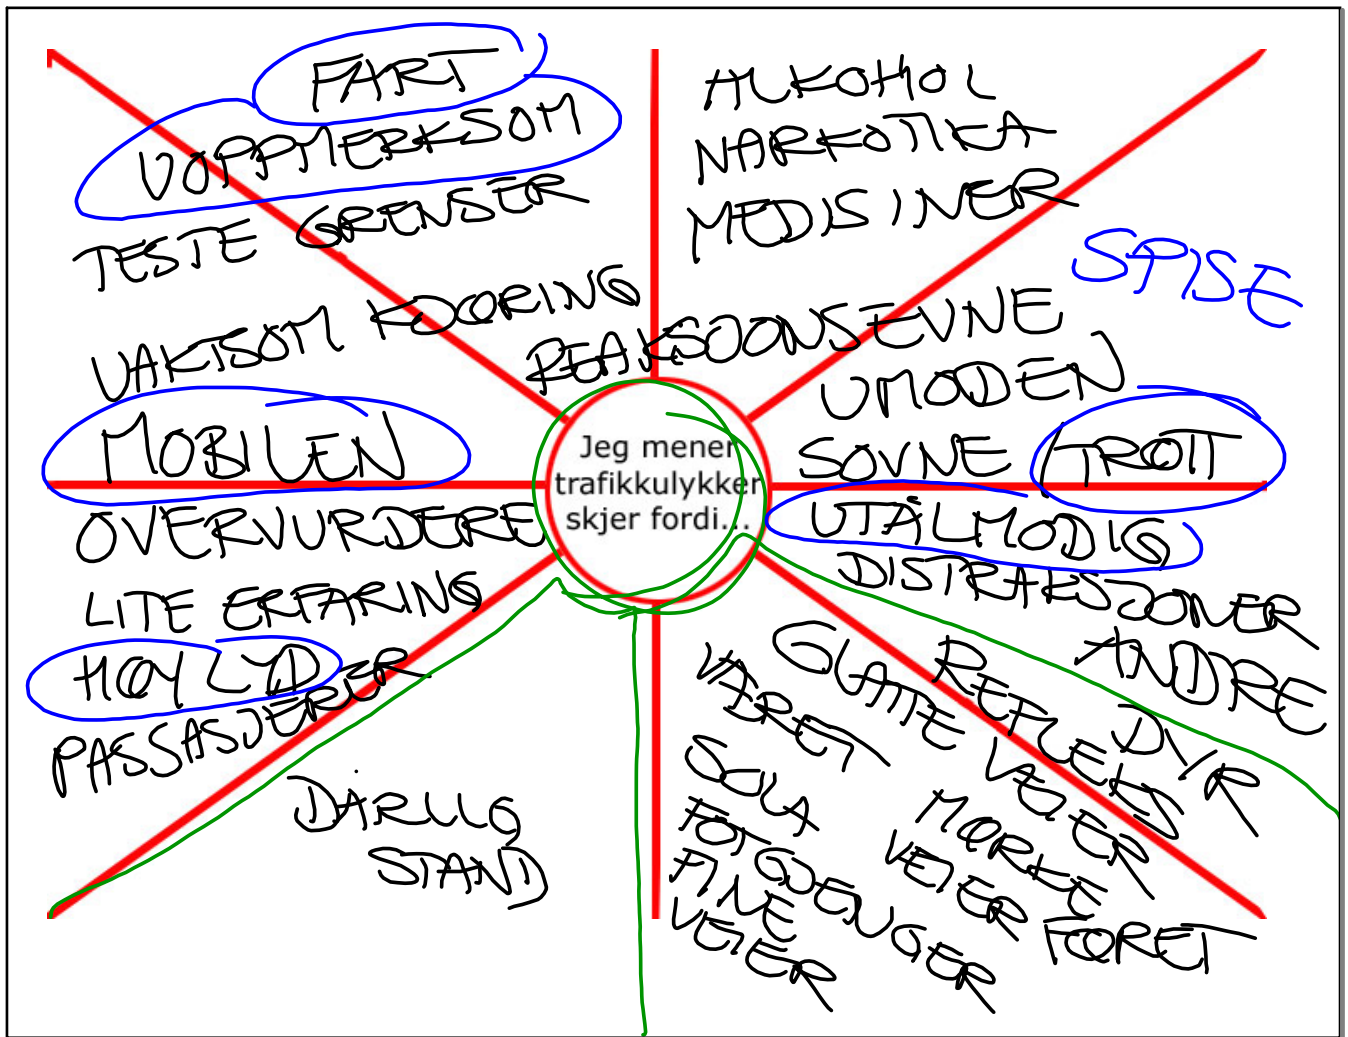 FART
UOPPMERKSOM
TESTE GRENSER
UAKTSOM KJØRING
MOBILEN
OVERVURDERE
LITE ERFARING
HØY LYD
PASSASJERER
DÅRLIG
STAND
ALKOHOL
NARKOTIKA
MEDISINER
SPISE
REAKSJONSEVNE
UMODEN
SOVNE TRØTT
Jeg mener
trafikkulykker
skjer fordi...
UTÅLMODIG
DISTRAKSJONER
ANDRE
DYR
REFLEKS
GLATTE VEIER
MØRKE
VEIER FØRET
VÆRET
SOLA
FOTGJENGER
FINE
VEIER